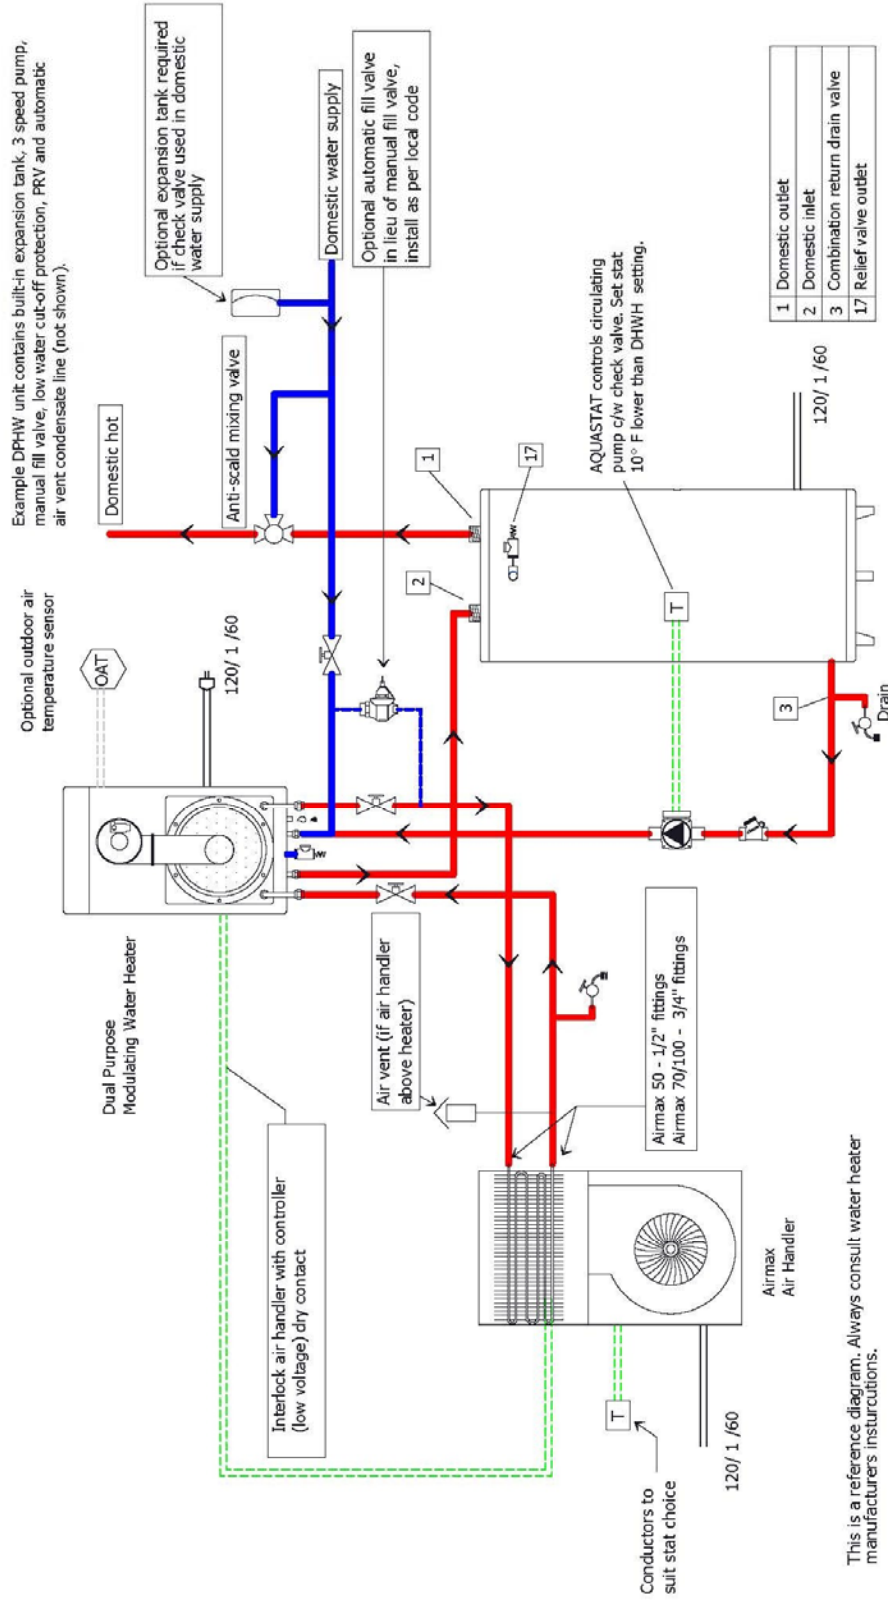 Example DPHW unit contains built-in expansion tank, 3 speed pump,
manual fill valve, low water cut-off protection, PRV and automatic
air vent condensate line (not shown).
Optional outdoor air
temperature sensor
OAT
120/ 1 /60
Dual Purpose
Modulating Water Heater
Domestic hot
Anti-scald mixing valve
Optional expansion tank required
if check valve used in domestic
water supply
Domestic water supply
Optional automatic fill valve
in lieu of manual fill valve,
install as per local code
Interlock air handler with controller
(low voltage) dry contact
Air vent (if air handler
above heater)
2
1
17
AQUASTAT controls circulating
pump c/w check valve. Set stat
10° F lower than DHWH setting.
T
120/ 1 /60
3
Drain
Airmax 50 - 1/2" fittings
Airmax 70/100 - 3/4" fittings
Airmax
Air Handler
T
Conductors to
suit stat choice
120/ 1 /60
1 Domestic outlet
2 Domestic inlet
3 Combination return drain valve
17 Relief valve outlet
This is a reference diagram. Always consult water heater
manufacturers insturcutions.